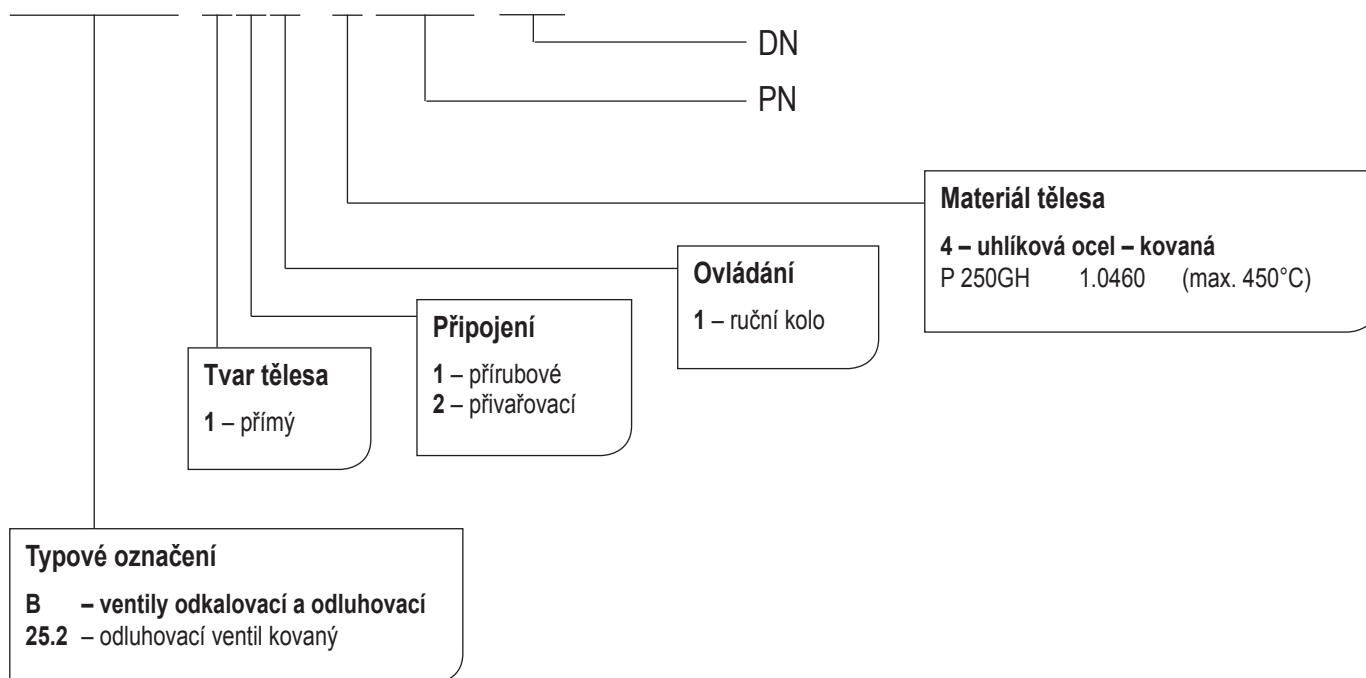 DN
PN
Materiál tělesa
4 – uhlíková ocel – kovaná
P 250GH 1.0460 (max. 450°C)
Ovládání
1 – ruční kolo
Připojení
1 – přírubové
2 – přivařovací
Tvar tělesa
1 – přímý
Typové označení
B – ventily odkalovací a odluhovací
25.2 – odluhovací ventil kovaný